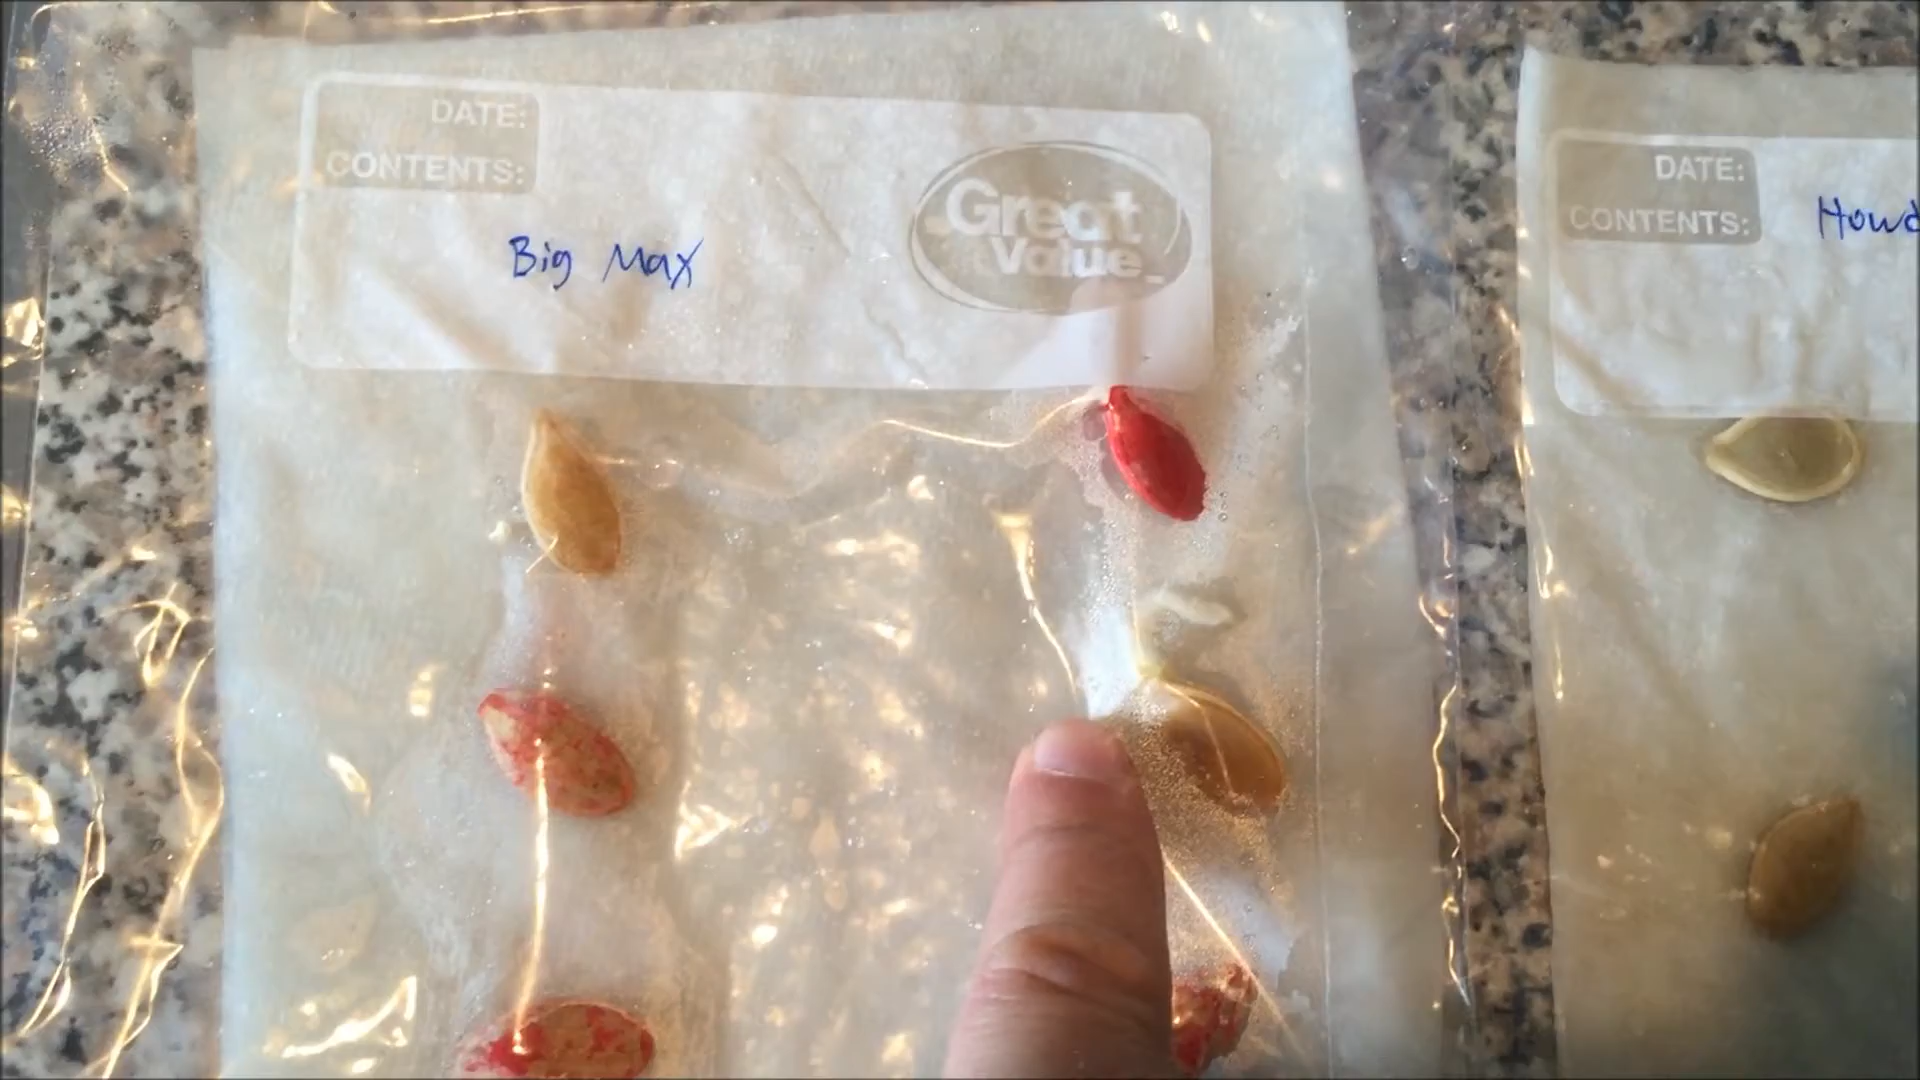 DATE:
CONTENTS:
Great
Value
Big Max
DATE:
CONTENTS: